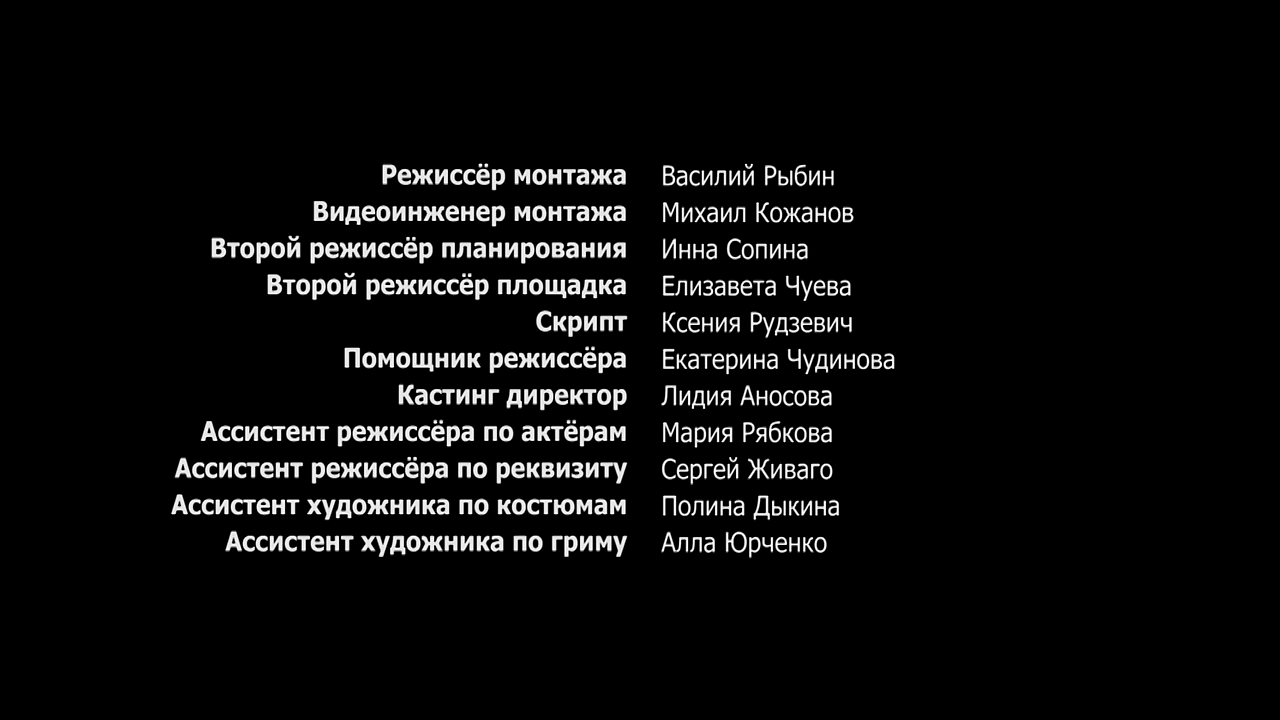 Режиссёр монтажа Василий Рыбин
Видеоинженер монтажа Михаил Кожанов
Второй режиссёр планирования Инна Сопина
Второй режиссёр площадка Елизавета Чуева
Скрипт Ксения Рудзевич
Помощник режиссёра Екатерина Чудинова
Кастинг директор Лидия Аносова
Ассистент режиссёра по актёрам Мария Рябкова
Ассистент режиссёра по реквизиту Сергей Живаго
Ассистент художника по костюмам Полина Дыкина
Ассистент художника по гриму Алла Юрченко